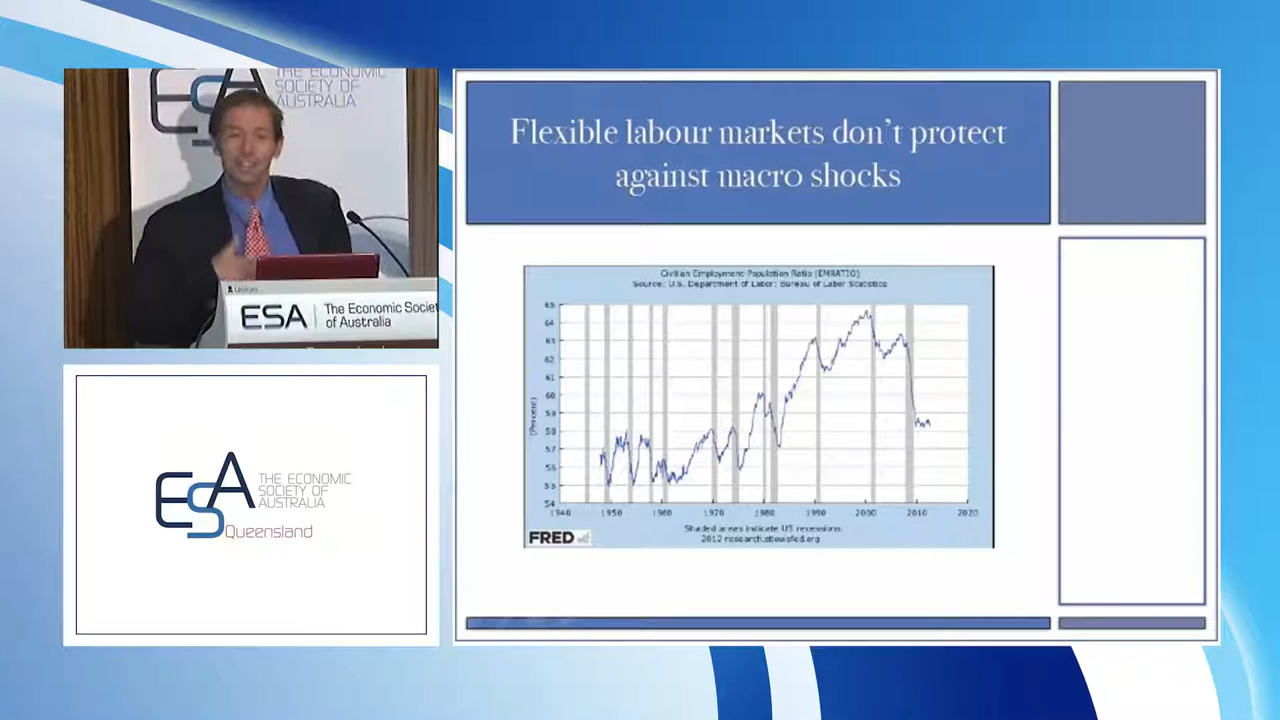 ESA
THE ECONOMIC
SOCIETY OF
AUSTRALIA
ESA
The Economic Societ
of Australia
ESA
THE ECONOMIC
SOCIETY OF
AUSTRALIA
Queensland
Flexible labour markets don't protect
against macro shocks
Civilian Employment-Population Ratio (EMRATIO)
Source: U.S. Department of Labor: Bureau of Labor Statistics
(Percent)
65
64
63
62
61
60
59
58
57
56
55
54
1940
1950
1960
1970
1980
1990
2000
2010
2020
Shaded areas indicate US recessions.
2012 research.stlouisfed.org
FRED